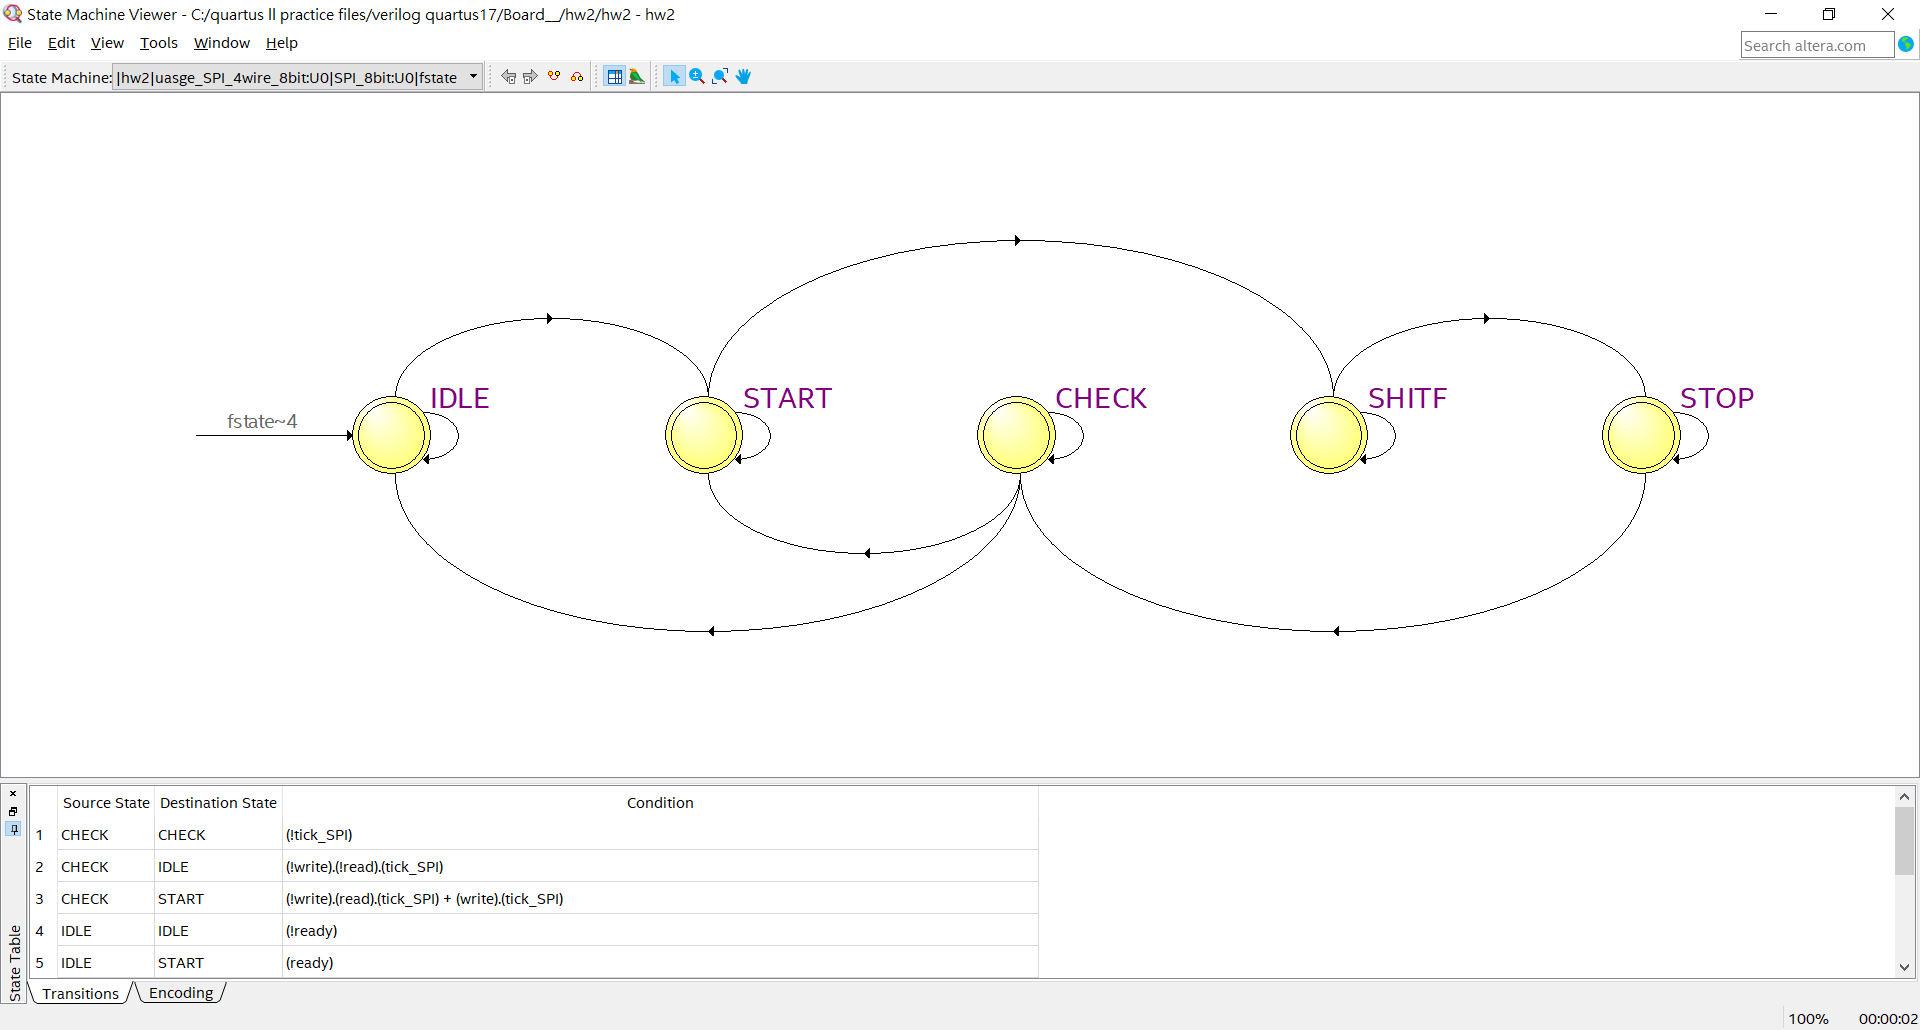 State Machine Viewer - C:/quartus ll practice files/verilog quartus17/Board__/hw2/hw2 - hw2
File Edit View Tools Window Help
Search altera.com
State Machine: |hw2|uasge_SPI_4wire_8bit:U0|SPI_8bit:U0|fstate
fstate~4
IDLE START CHECK SHITF STOP
Source State Destination State Condition
1 CHECK CHECK (!tick_SPI)
2 CHECK IDLE (!write).(!read).(tick_SPI)
3 CHECK START (!write).(read).(tick_SPI) + (write).(tick_SPI)
4 IDLE IDLE (!ready)
5 IDLE START (ready)
State Table
Transitions Encoding
100% 00:00:02